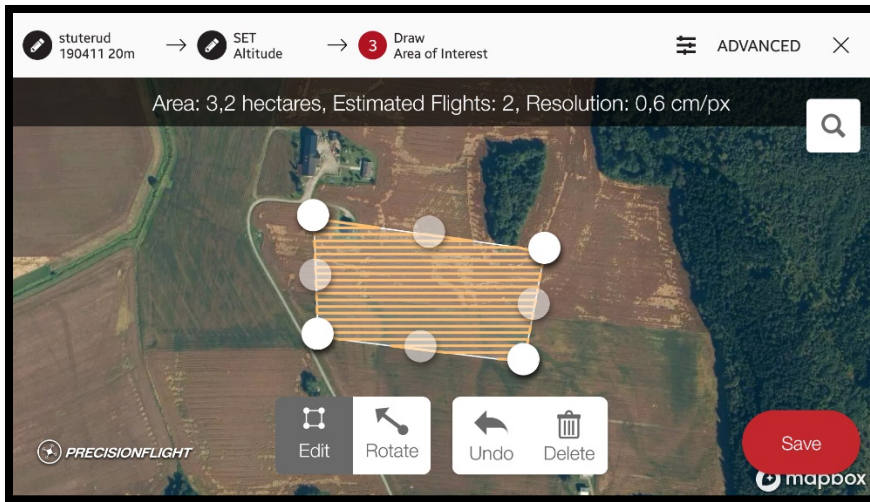 stuterud
190411 20m
SET
Altitude
3
Draw
Area of Interest
ADVANCED
Area: 3,2 hectares, Estimated Flights: 2, Resolution: 0,6 cm/px
Edit
Rotate
Undo
Delete
Save
PRECISIONFLIGHT
mapbox